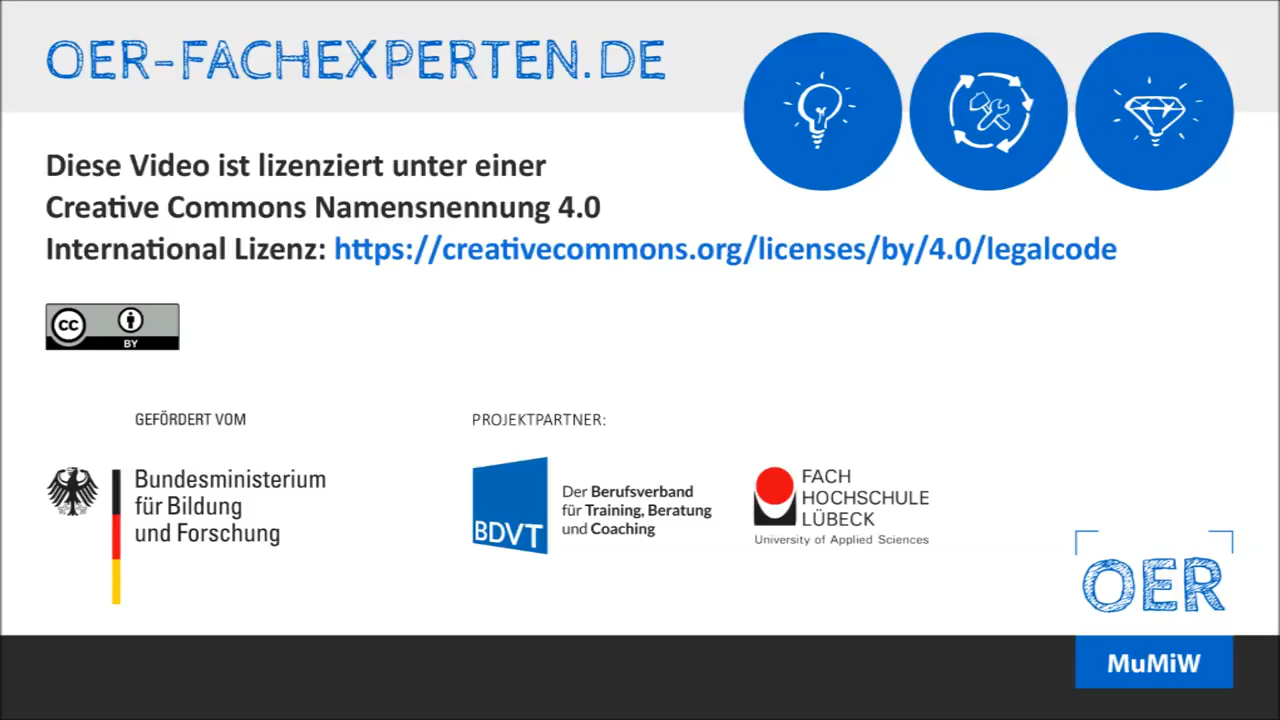 OER-FACHEXPERTEN.DE
Diese Video ist lizenziert unter einer
Creative Commons Namensnennung 4.0
International Lizenz: https://creativecommons.org/licenses/by/4.0/legalcode
CC
BY
GEFÖRDERT VOM
Bundesministerium
für Bildung
und Forschung
PROJEKTPARTNER:
BDVT
Der Berufsverband
für Training, Beratung
und Coaching
FACH
HOCHSCHULE
LÜBECK
University of Applied Sciences
OER
MuMiW